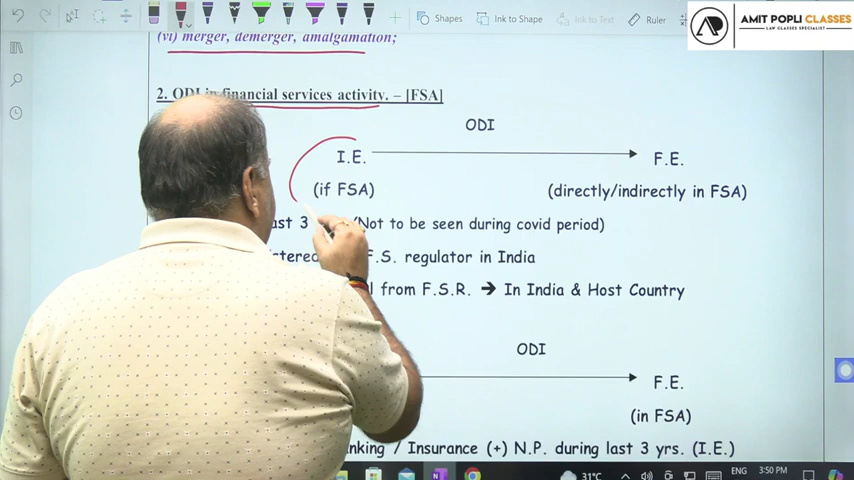 Shapes Ink to Shape Ink to Text Ruler
AMIT POPLI CLASSES
LAW CLASSES SPECIALIST
(vi) merger, demerger, amalgamation;
2. ODI in financial services activity. – [FSA]
ODI
I.E. F.E.
(if FSA) (directly/indirectly in FSA)
last 3 (Not to be seen during covid period)
F.S. regulator in India
from F.S.R. → In India & Host Country
ODI
F.E.
(in FSA)
/ Insurance (+) N.P. during last 3 yrs. (I.E.)
31°C ENG 3:50 PM